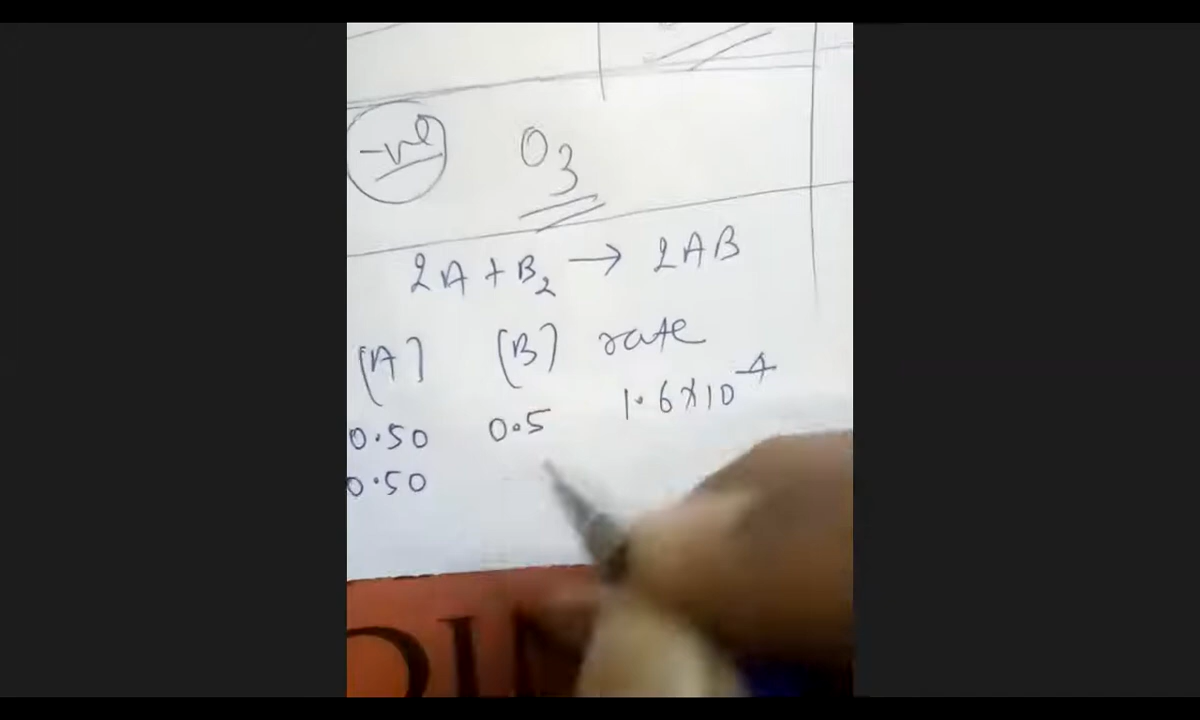 -ve O3
2A + B2 → 2AB
[A] [B] rate
0.50 0.5 1.6×10^-4
0.50